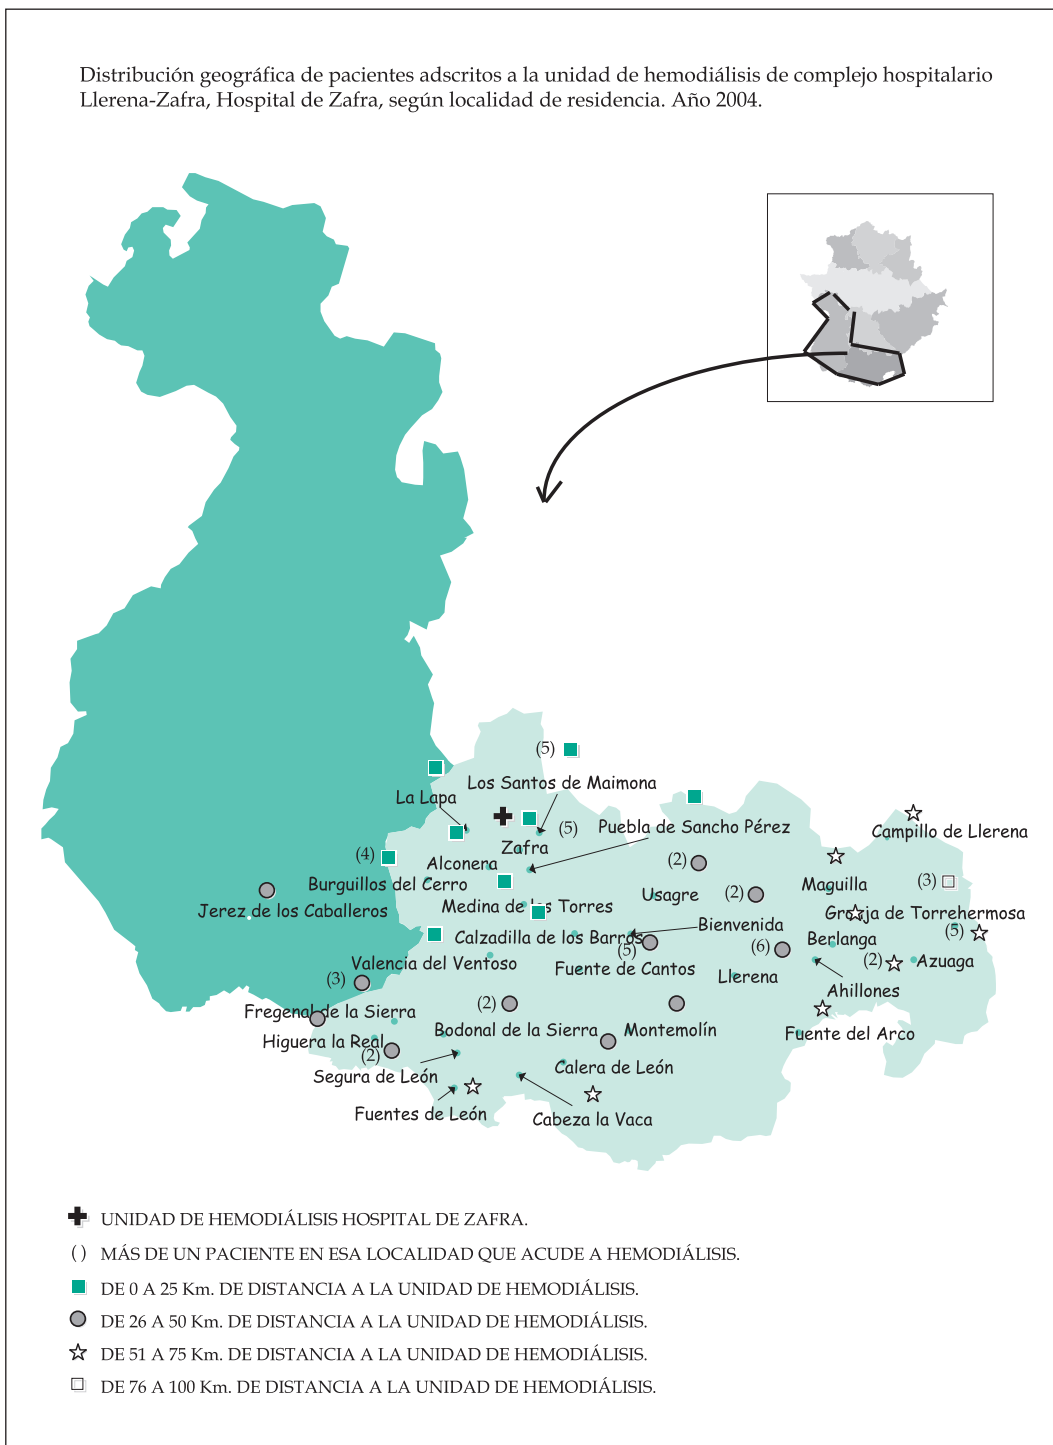 Distribución geográfica de pacientes adscritos a la unidad de hemodiálisis de complejo hospitalario
Llerena-Zafra, Hospital de Zafra, según localidad de residencia. Año 2004.
(5)
Los Santos de Maimona
La Lapa
(5)
Puebla de Sancho Pérez
Campillo de Llerena
Zafra
(4)
Alconera
(2)
Burguillos del Cerro
Maguilla
(3)
Usagre
(2)
Jerez de los Caballeros
Medina de los Torres
Granja de Torrehermosa
Bienvenida
(5)
Calzadilla de los Barros
Berlanga
(5)
(6)
Valencia del Ventoso
Fuente de Cantos
Llerena
(2)
Azuaga
(3)
Ahillones
(2)
Fregenal de la Sierra
Bodonal de la Sierra
Montemolín
Fuente del Arco
Higuera la Real
(2)
Segura de León
Calera de León
Fuentes de León
Cabeza la Vaca
UNIDAD DE HEMODIÁLISIS HOSPITAL DE ZAFRA.
( ) MÁS DE UN PACIENTE EN ESA LOCALIDAD QUE ACUDE A HEMODIÁLISIS.
DE 0 A 25 Km. DE DISTANCIA A LA UNIDAD DE HEMODIÁLISIS.
DE 26 A 50 Km. DE DISTANCIA A LA UNIDAD DE HEMODIÁLISIS.
DE 51 A 75 Km. DE DISTANCIA A LA UNIDAD DE HEMODIÁLISIS.
DE 76 A 100 Km. DE DISTANCIA A LA UNIDAD DE HEMODIÁLISIS.